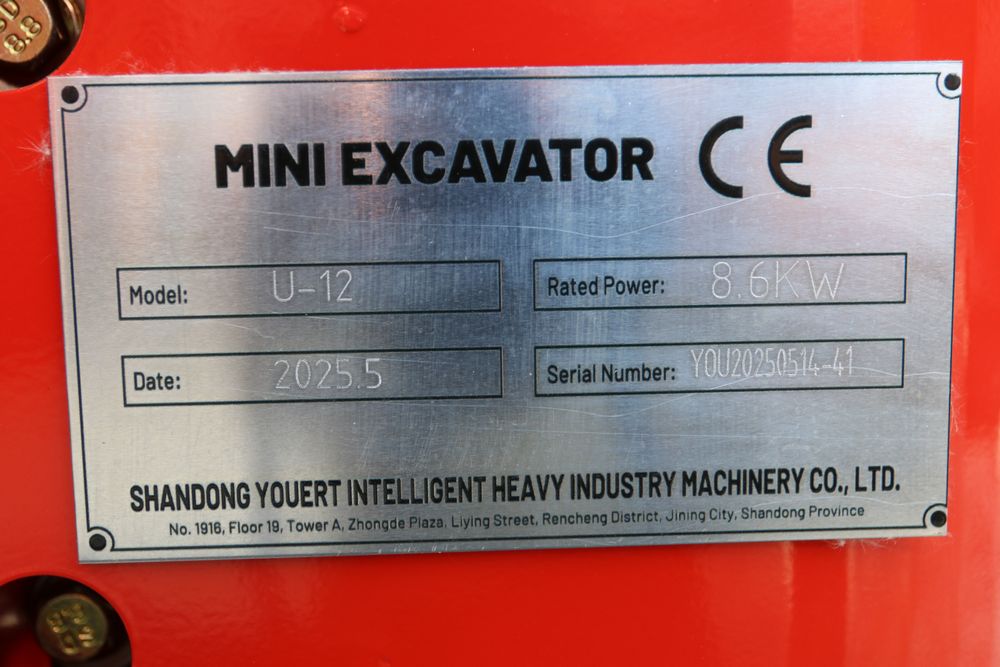 8.8
MINI EXCAVATOR CE
Model: U-12
Rated Power: 8.6KW
Date: 2025.5
Serial Number: YOU20250514-41
SHANDONG YOUERT INTELLIGENT HEAVY INDUSTRY MACHINERY CO., LTD.
No. 1916, Floor 19, Tower A, Zhongde Plaza, Liying Street, Rencheng District, Jining City, Shandong Province